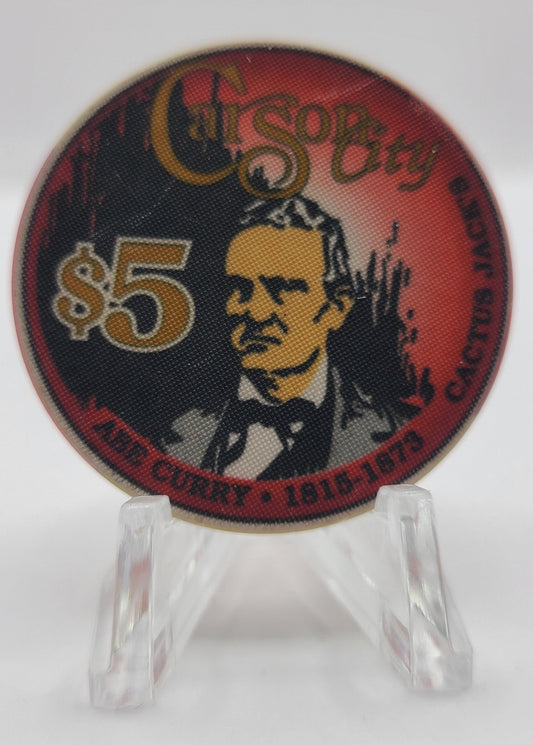 Carson City
$5
CACTUS JACK'S
ABE CURRY • 1815-1873